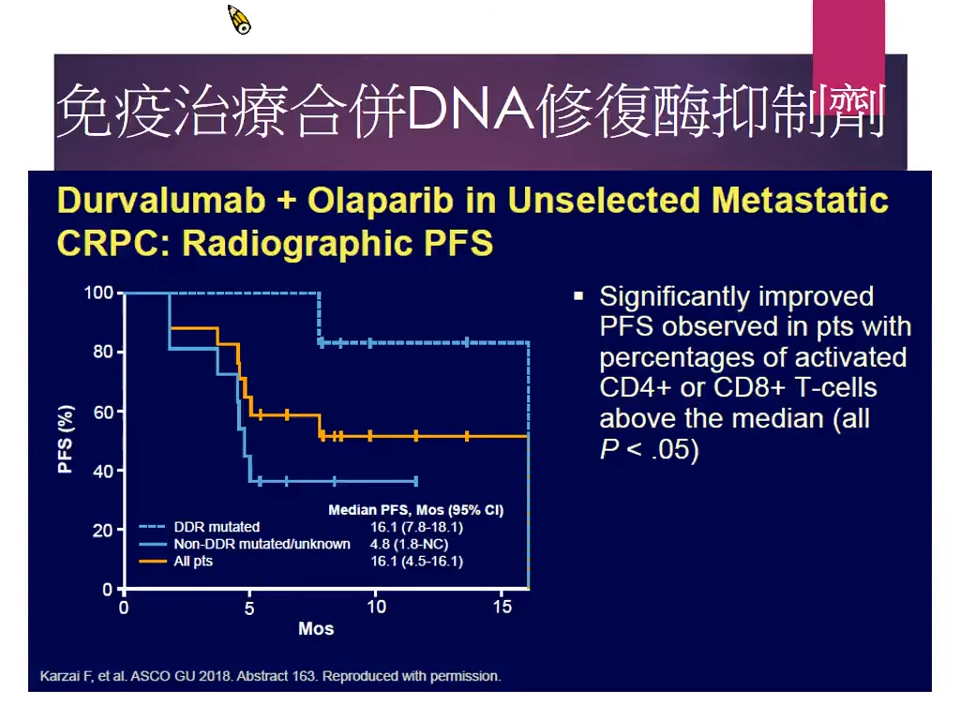 免疫治療合併DNA修復酶抑制劑
Durvalumab + Olaparib in Unselected Metastatic
CRPC: Radiographic PFS
100
80
60
40
20
0
PFS (%)
0
5
10
15
Mos
Median PFS, Mos (95% CI)
DDR mutated 16.1 (7.8-18.1)
Non-DDR mutated/unknown 4.8 (1.8-NC)
All pts 16.1 (4.5-16.1)
▪ Significantly improved
PFS observed in pts with
percentages of activated
CD4+ or CD8+ T-cells
above the median (all
P < .05)
Karzai F, et al. ASCO GU 2018. Abstract 163. Reproduced with permission.